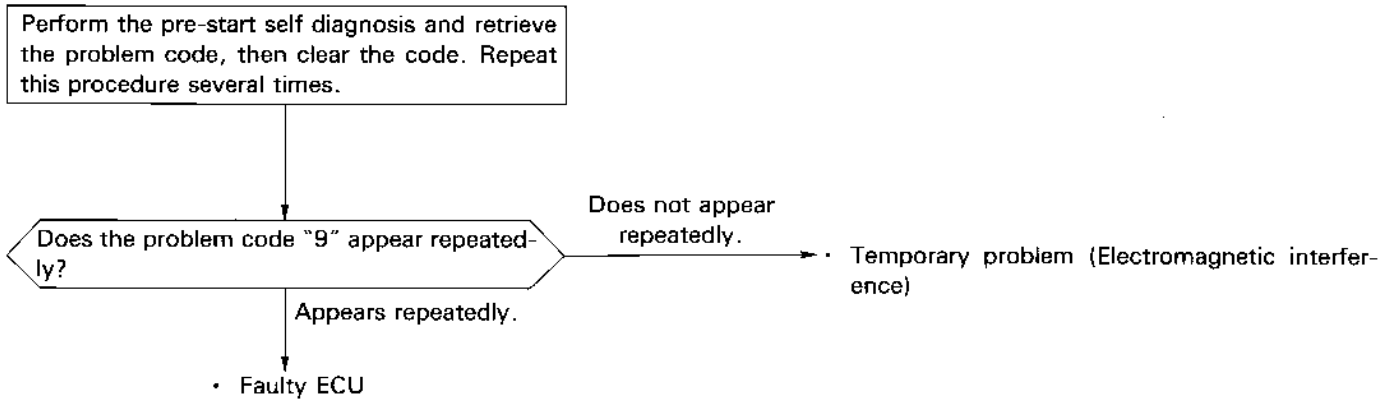 Perform the pre-start self diagnosis and retrieve
the problem code, then clear the code. Repeat
this procedure several times.
Does not appear
repeatedly.
Does the problem code "9" appear repeated-
ly?
· Temporary problem (Electromagnetic interfer-
ence)
Appears repeatedly.
· Faulty ECU